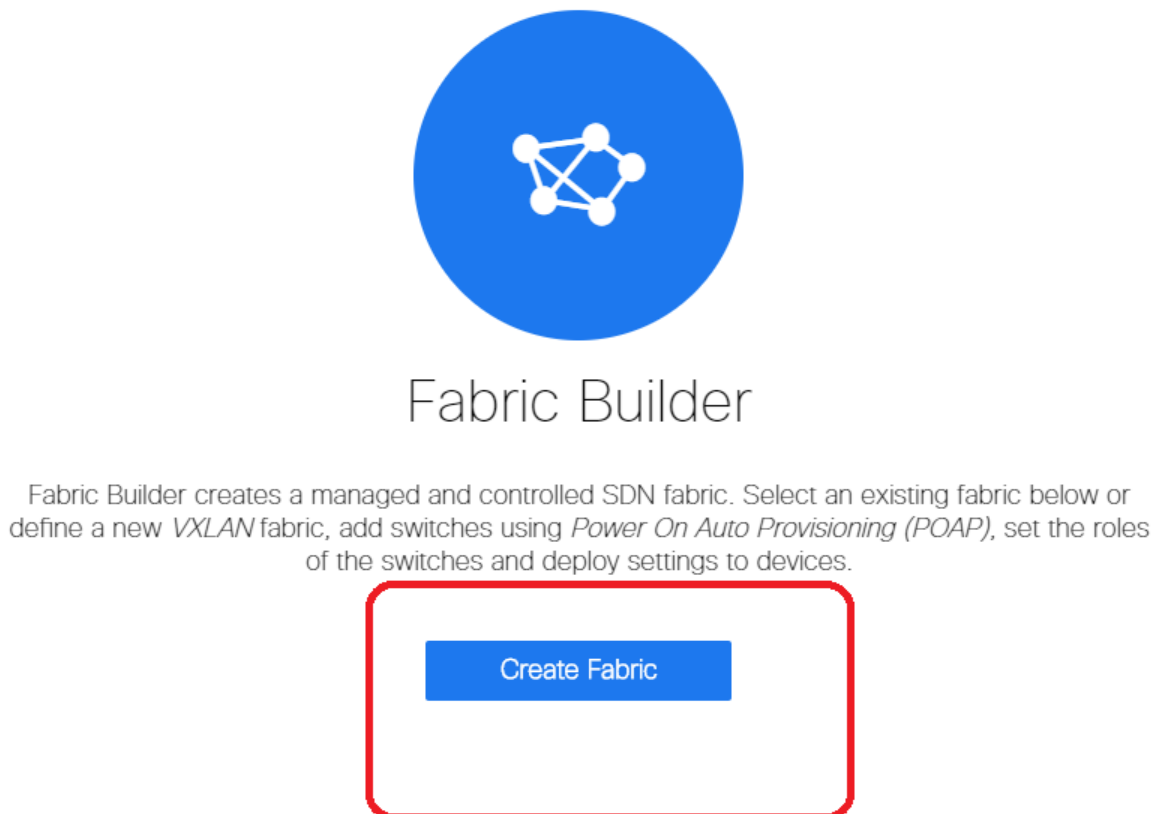 Fabric Builder
Fabric Builder creates a managed and controlled SDN fabric. Select an existing fabric below or
define a new VXLAN fabric, add switches using Power On Auto Provisioning (POAP), set the roles
of the switches and deploy settings to devices.
Create Fabric